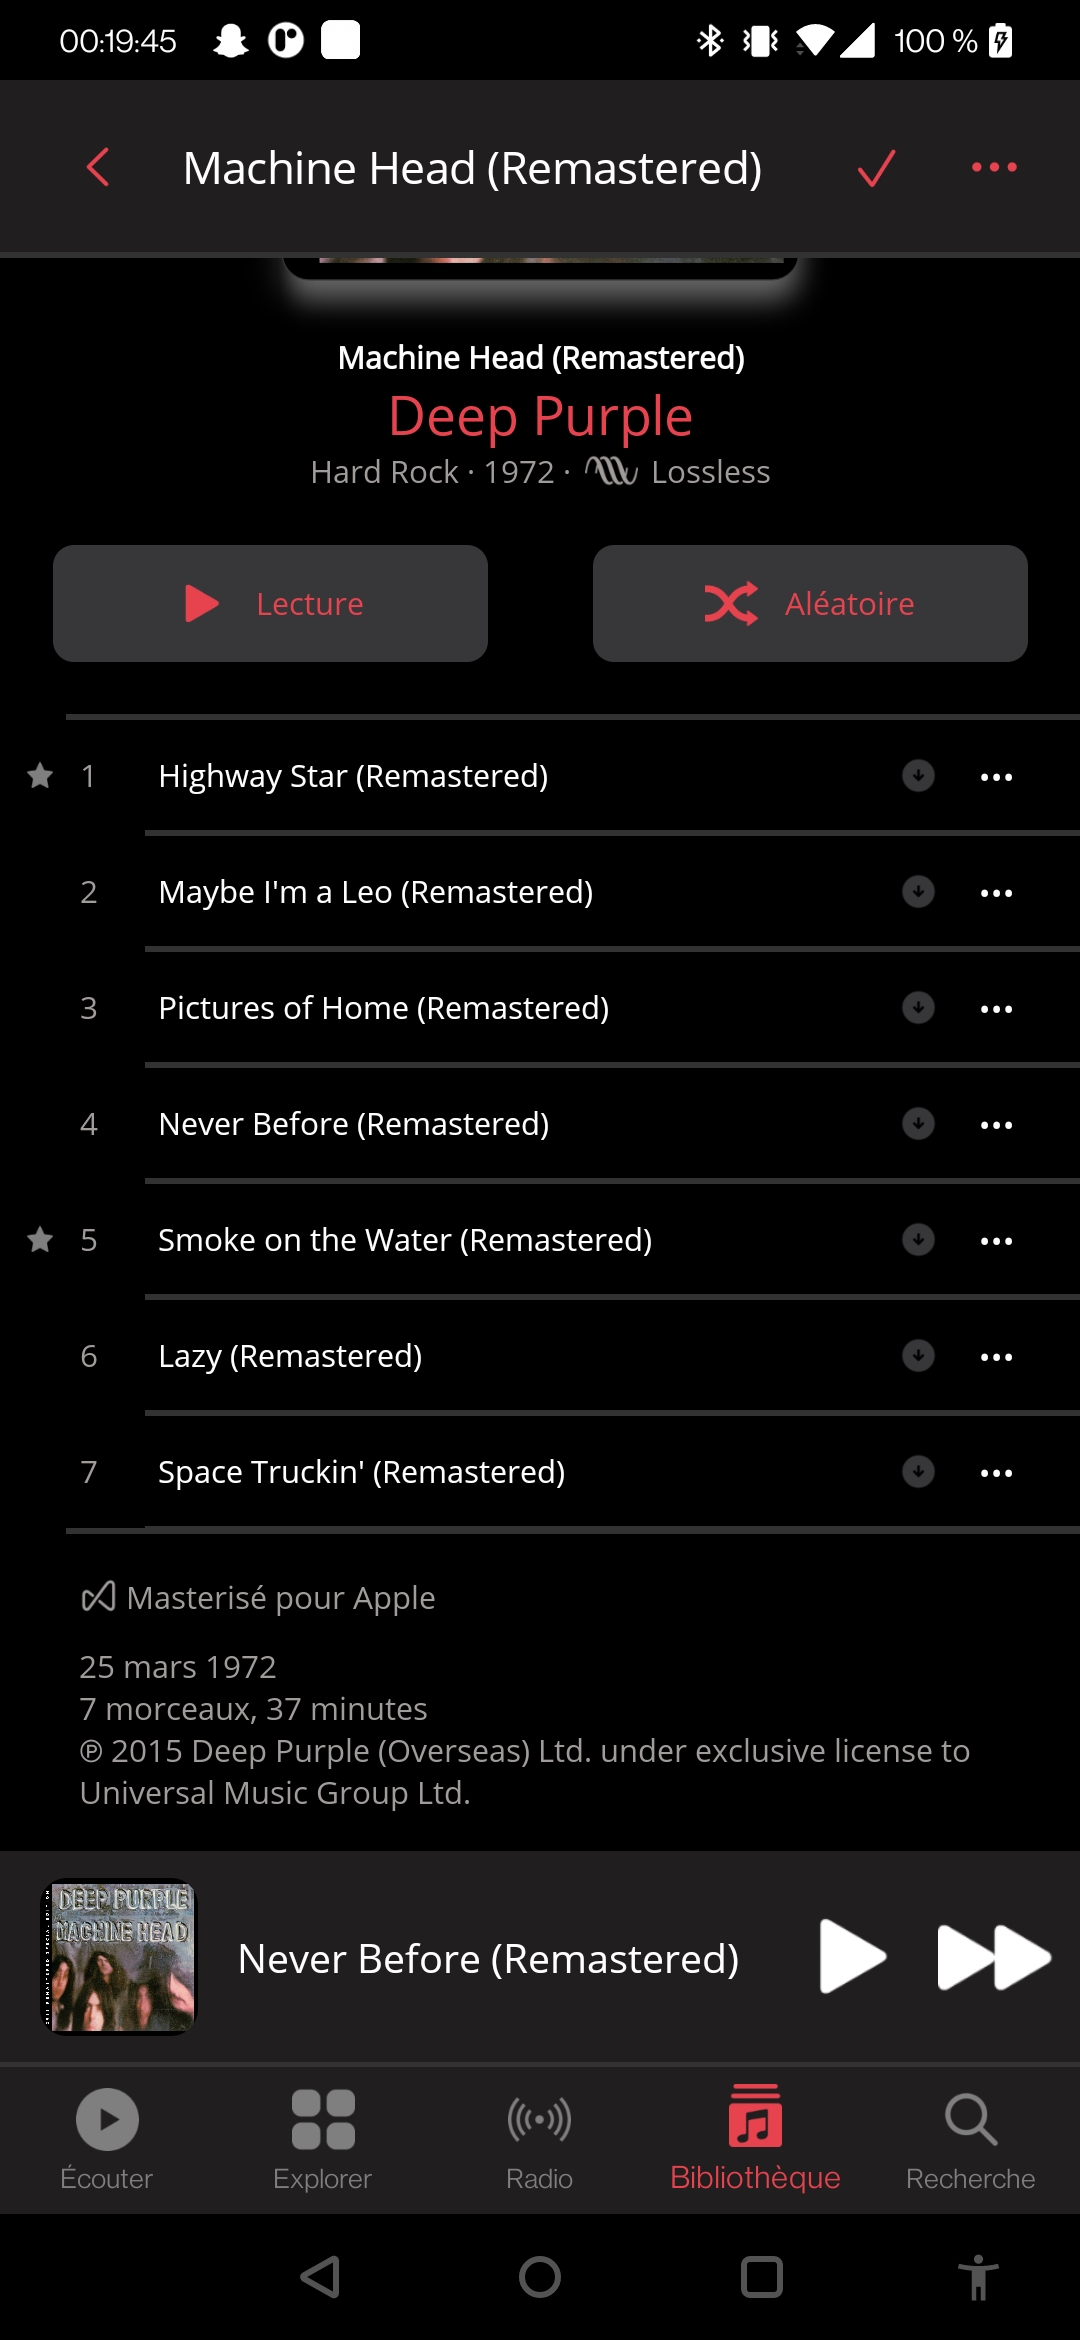 00:19:45 100 %
Machine Head (Remastered)
Machine Head (Remastered)
Deep Purple
Hard Rock · 1972 · Lossless
Lecture Aléatoire
1 Highway Star (Remastered)
2 Maybe I'm a Leo (Remastered)
3 Pictures of Home (Remastered)
4 Never Before (Remastered)
5 Smoke on the Water (Remastered)
6 Lazy (Remastered)
7 Space Truckin' (Remastered)
Masterisé pour Apple
25 mars 1972
7 morceaux, 37 minutes
℗ 2015 Deep Purple (Overseas) Ltd. under exclusive license to
Universal Music Group Ltd.
DEEP PURPLE
MACHINE HEAD
Never Before (Remastered)
Écouter Explorer Radio Bibliothèque Recherche